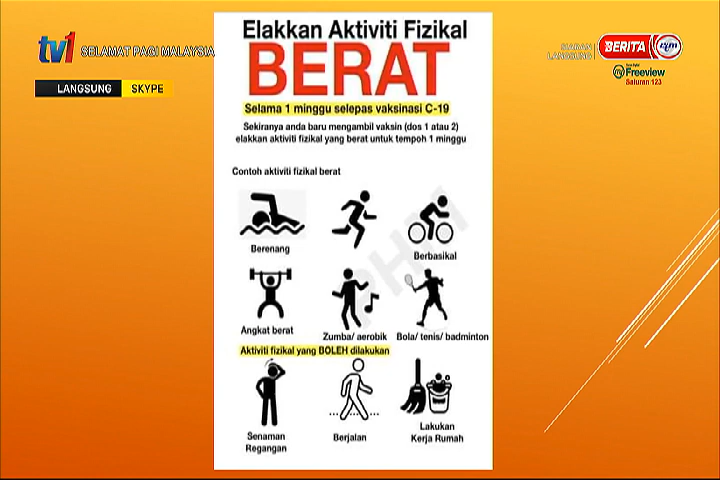 tv1 SELAMAT PAGI MALAYSIA
LANGSUNG SKYPE
SIARAN
LANGSUNG
BERITA rtm
myFreeview
Saluran 123
Elakkan Aktiviti Fizikal
BERAT
Selama 1 minggu selepas vaksinasi C-19
Sekiranya anda baru mengambil vaksin (dos 1 atau 2)
elakkan aktiviti fizikal yang berat untuk tempoh 1 minggu
Contoh aktiviti fizikal berat
Berenang
Berbasikal
Angkat berat
Zumba/ aerobik
Bola/ tenis/ badminton
Aktiviti fizikal yang BOLEH dilakukan
Senaman
Regangan
Berjalan
Lakukan
Kerja Rumah